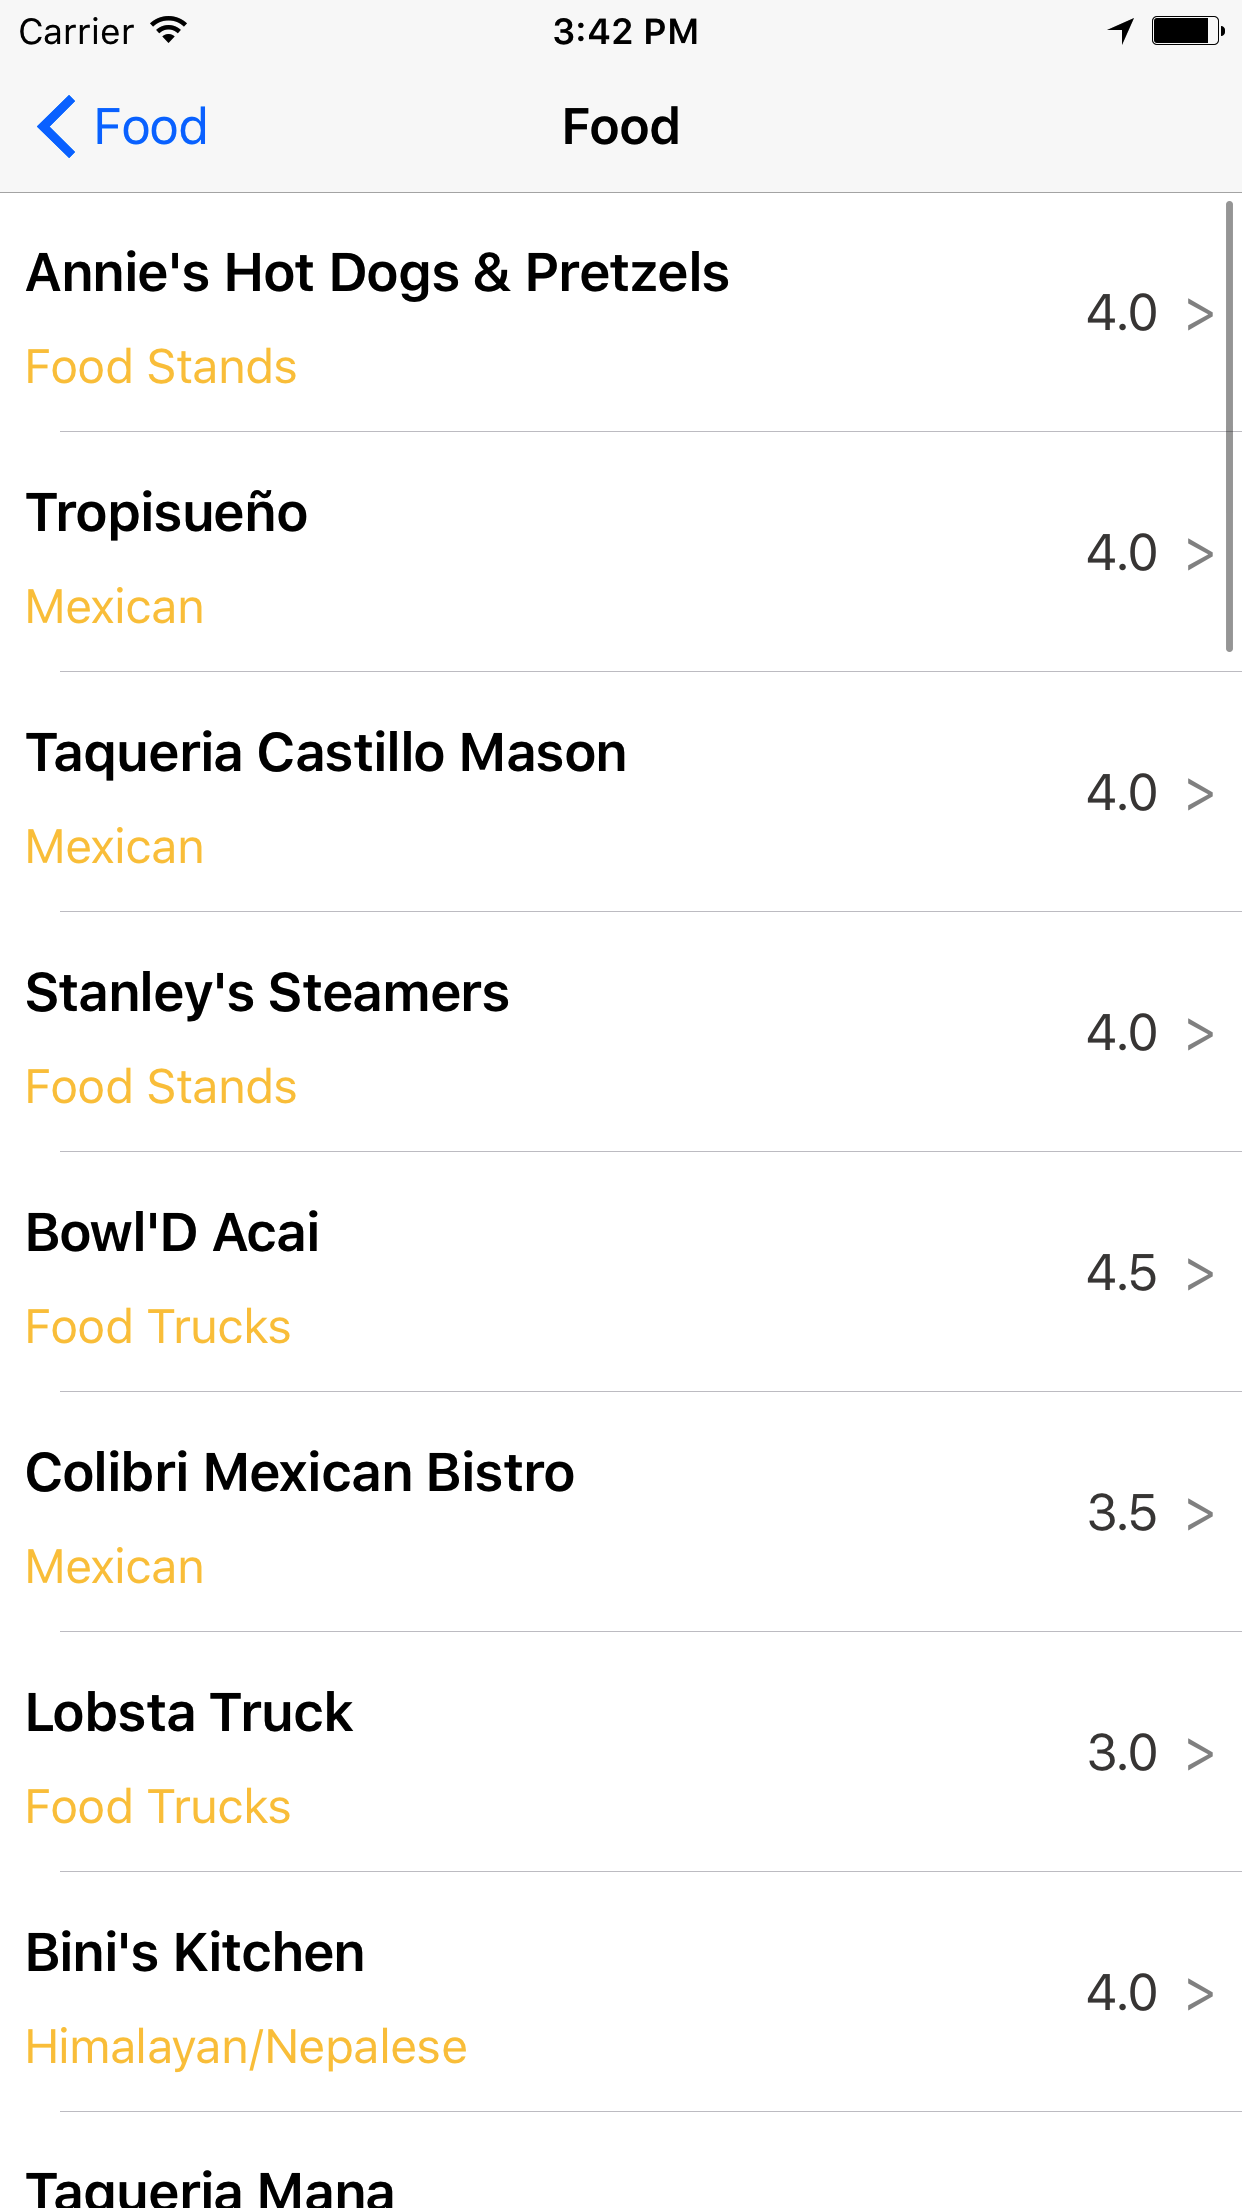 Carrier 3:42 PM
Food Food
Annie's Hot Dogs & Pretzels
Food Stands
4.0 >
Tropisueño
Mexican
4.0 >
Taqueria Castillo Mason
Mexican
4.0 >
Stanley's Steamers
Food Stands
4.0 >
Bowl'D Acai
Food Trucks
4.5 >
Colibri Mexican Bistro
Mexican
3.5 >
Lobsta Truck
Food Trucks
3.0 >
Bini's Kitchen
Himalayan/Nepalese
4.0 >
Taqueria Mana